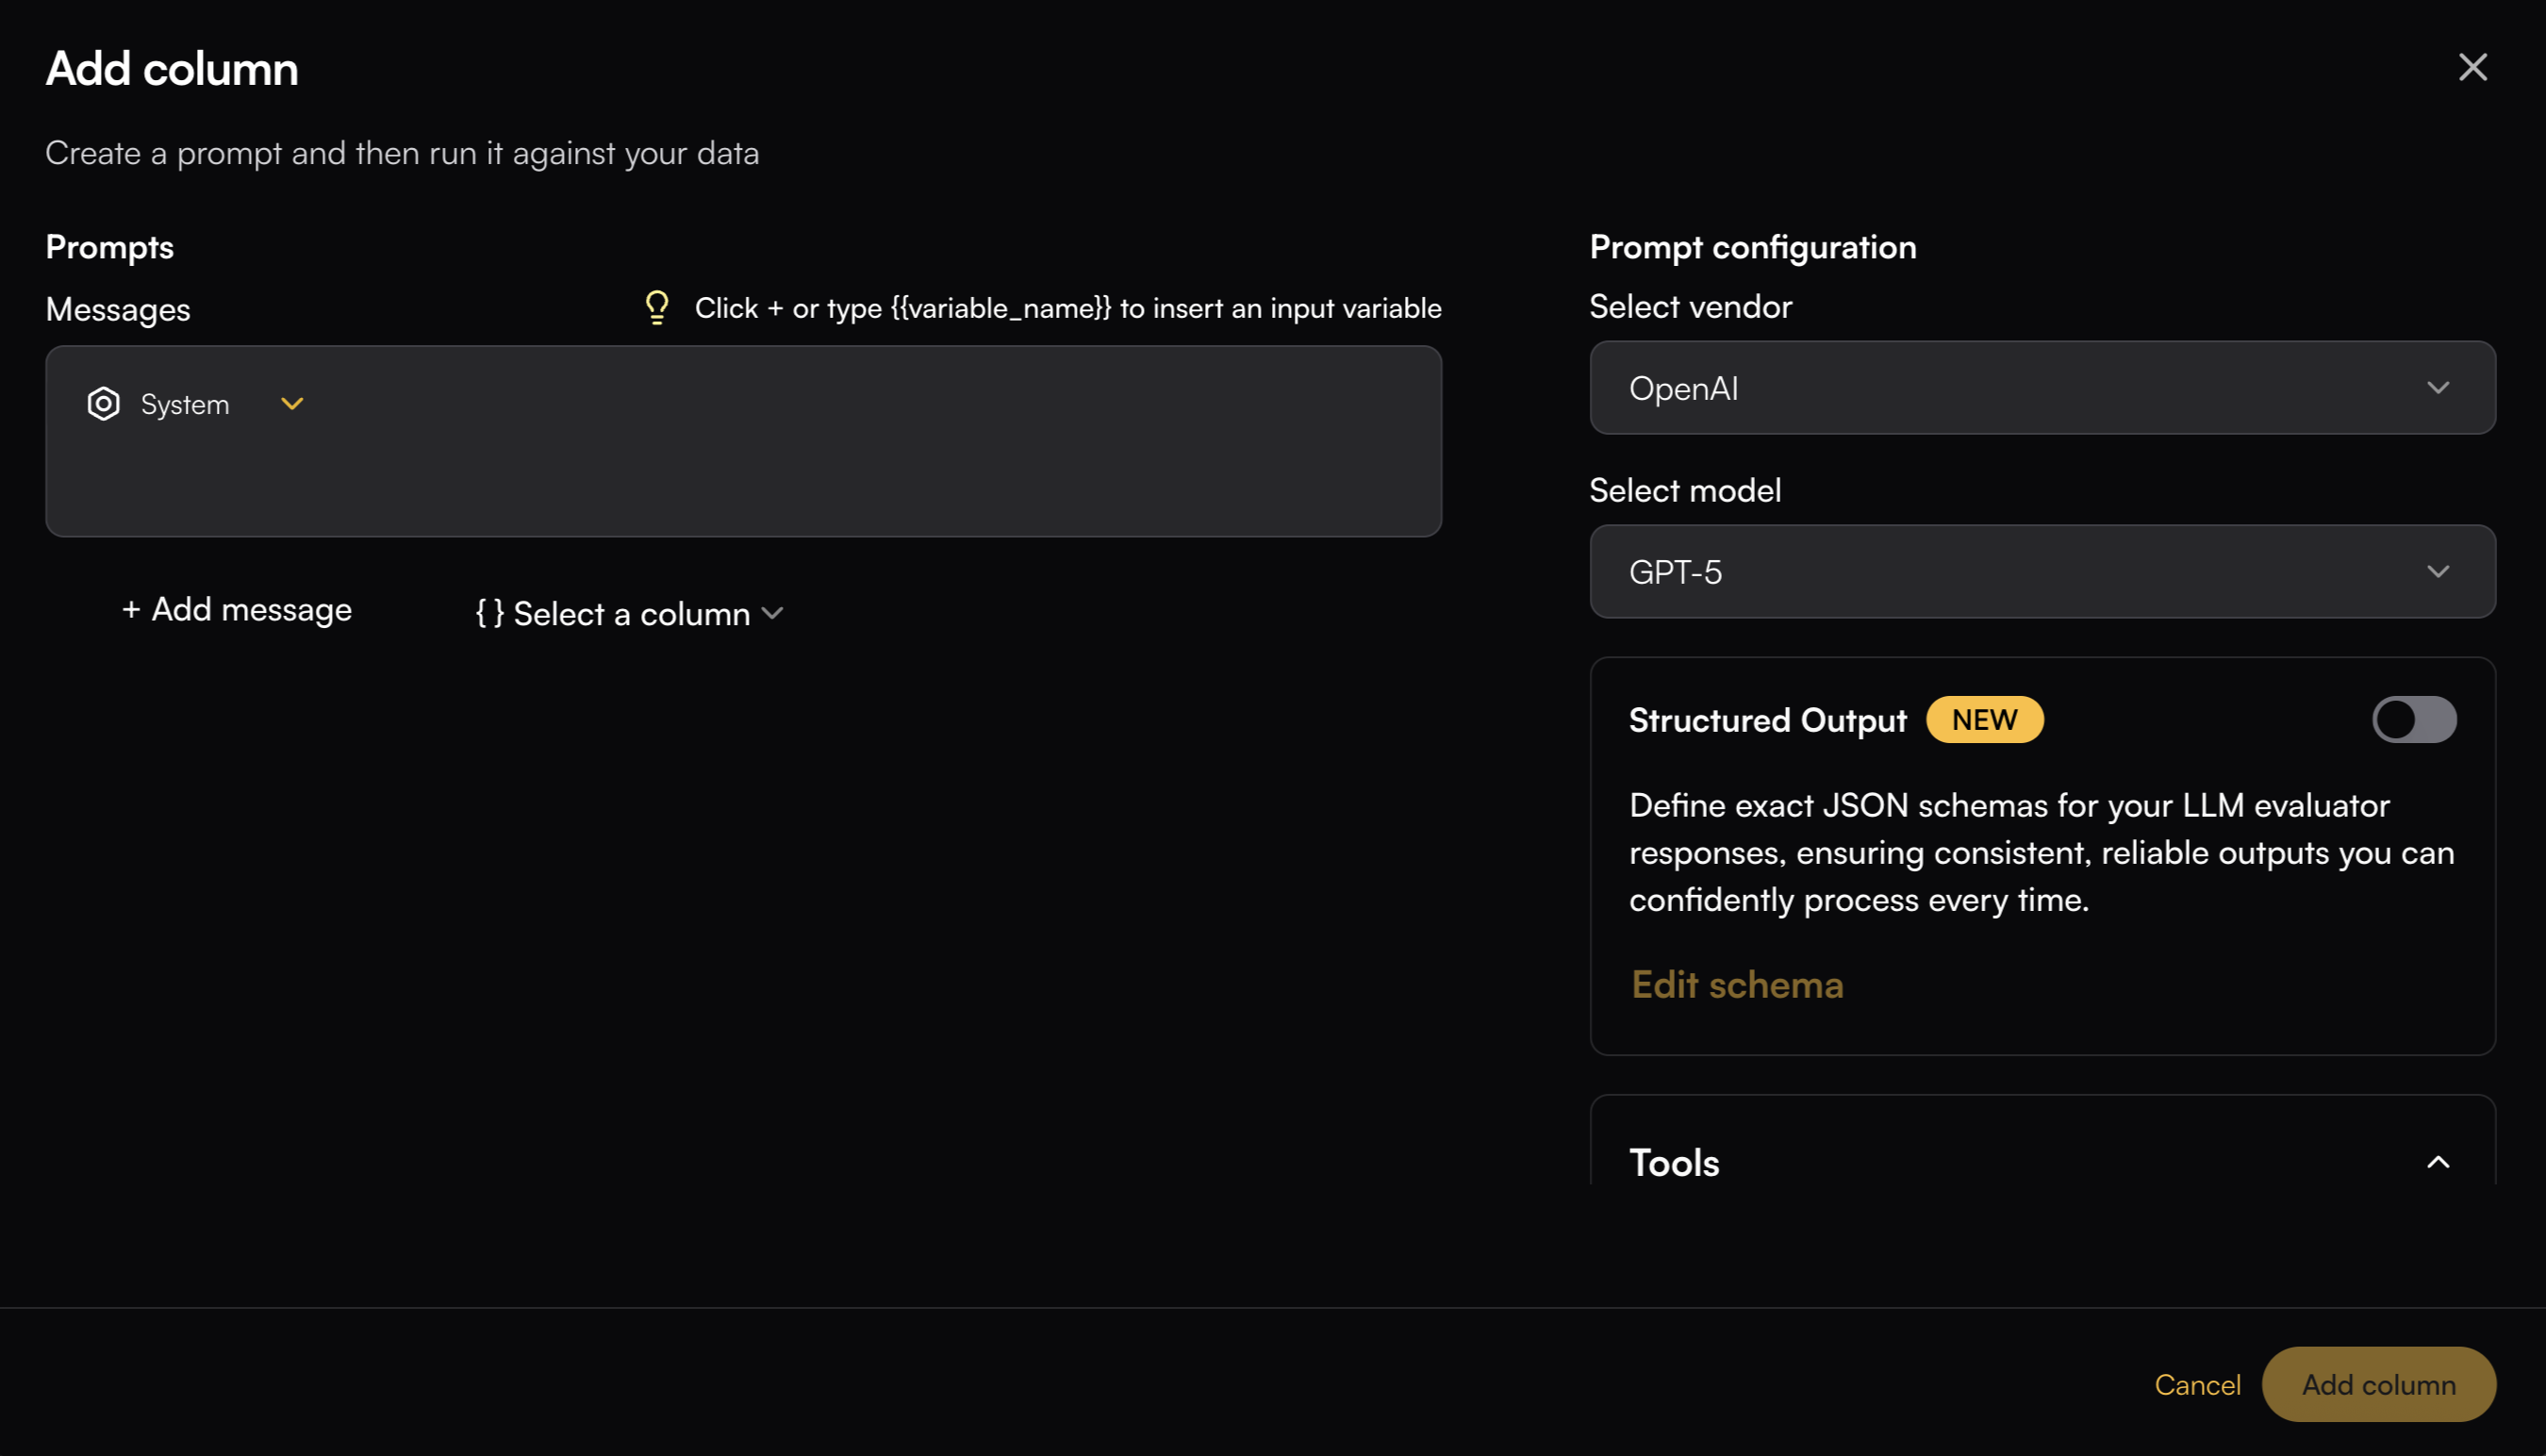 Add column
Create a prompt and then run it against your data
Prompts
Messages
Click + or type {{variable_name}} to insert an input variable
System
+ Add message
{ } Select a column
Prompt configuration
Select vendor
OpenAI
Select model
GPT-5
Structured Output NEW
Define exact JSON schemas for your LLM evaluator
responses, ensuring consistent, reliable outputs you can
confidently process every time.
Edit schema
Tools
Cancel
Add column